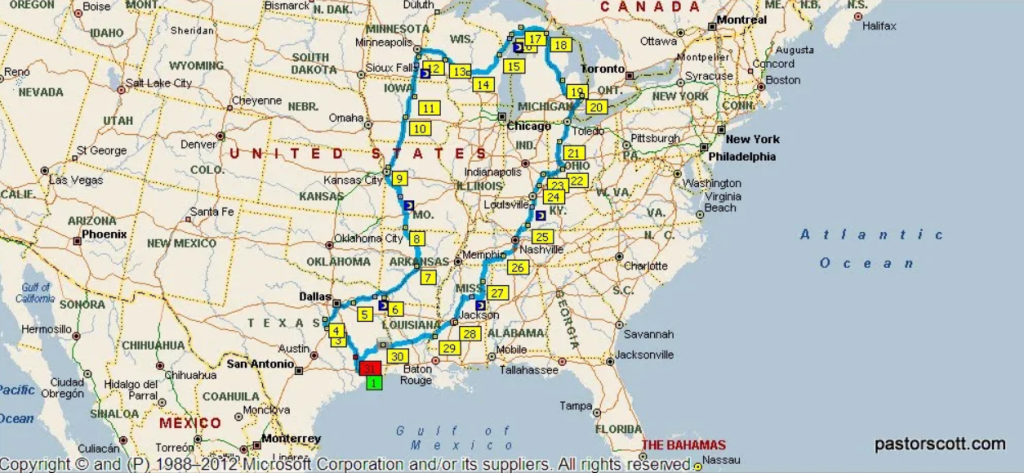 OREGON
Boise
IDAHO
Sheridan
Bismarck
N. DAK.
Duluth
CANADA
Montreal
ME.
N.B.
N.S.
Halifax
MINNESOTA
Minneapolis
WIS.
17
18
Ottawa
Montpelier
Augusta
WYOMING
SOUTH
DAKOTA
Sioux Falls
12
13
15
14
Toronto
ONT.
Syracuse
Concord
Boston
Reno
NEVADA
Salt Lake City
Cheyenne
NEBR.
IOWA
11
10
MICHIGAN
19
20
NEW YORK
CONN.
UTAH
Omaha
Chicago
Toledo
Pittsburgh
PA.
New York
Philadelphia
St George
Denver
UNITED STATES
IND.
21
OHIO
Las Vegas
COLO.
Kansas City
9
Indianapolis
22
23
24
Washington
CALIF.
KANSAS
MO.
ILLINOIS
Louisville
KY.
W. VA.
VA.
Virginia
Beach
ARIZONA
Phoenix
Santa Fe
NEW MEXICO
Oklahoma City
OKLAHOMA
8
ARKANSAS
7
Memphis
25
Nashville
26
N. C.
Charlotte
Atlantic
Ocean
Gulf of
California
SONORA
Dallas
TEXAS
6
5
4
3
LOUISIANA
MISS.
27
Jackson
28
ALABAMA
GEORGIA
S.C.
Savannah
Hermosillo
CHIHUAHUA
Austin
San Antonio
31
1
30
29
Baton
Rouge
Mobile
Tallahassee
Jacksonville
Ciudad
Obregón
Hidalgo del
Parral
Chihuahua
COAHUILA
Monclova
Pacific
Ocean
SINALOA
MEXICO
Culiacán
Torreón
Monterrey
Linares
Gulf of
Mexico
Tampa
FLORIDA
THE BAHAMAS
Nassau
pastorscott.com
Copyright © and (P) 1988–2012 Microsoft Corporation and/or its suppliers. All rights reserved.